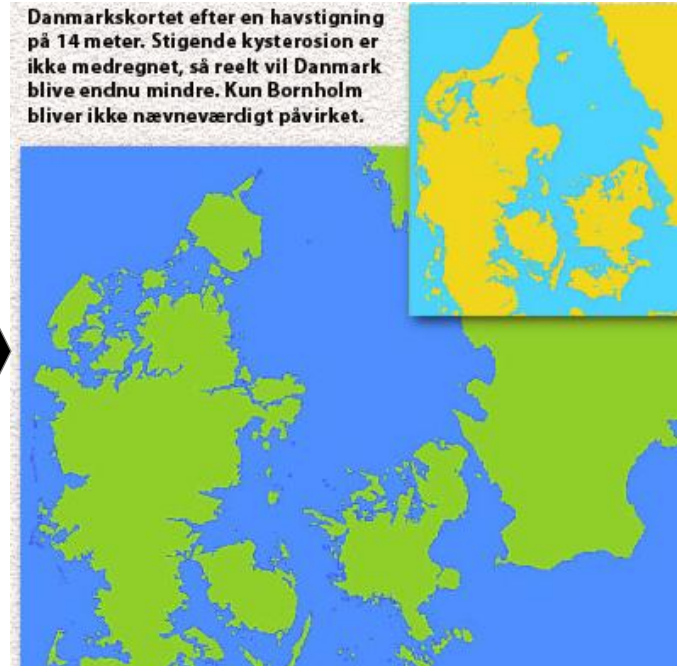 Danmarkskortet efter en havstigning
på 14 meter. Stigende kysterosion er
ikke medregnet, så reelt vil Danmark
blive endnu mindre. Kun Bornholm
bliver ikke nævneværdigt påvirket.